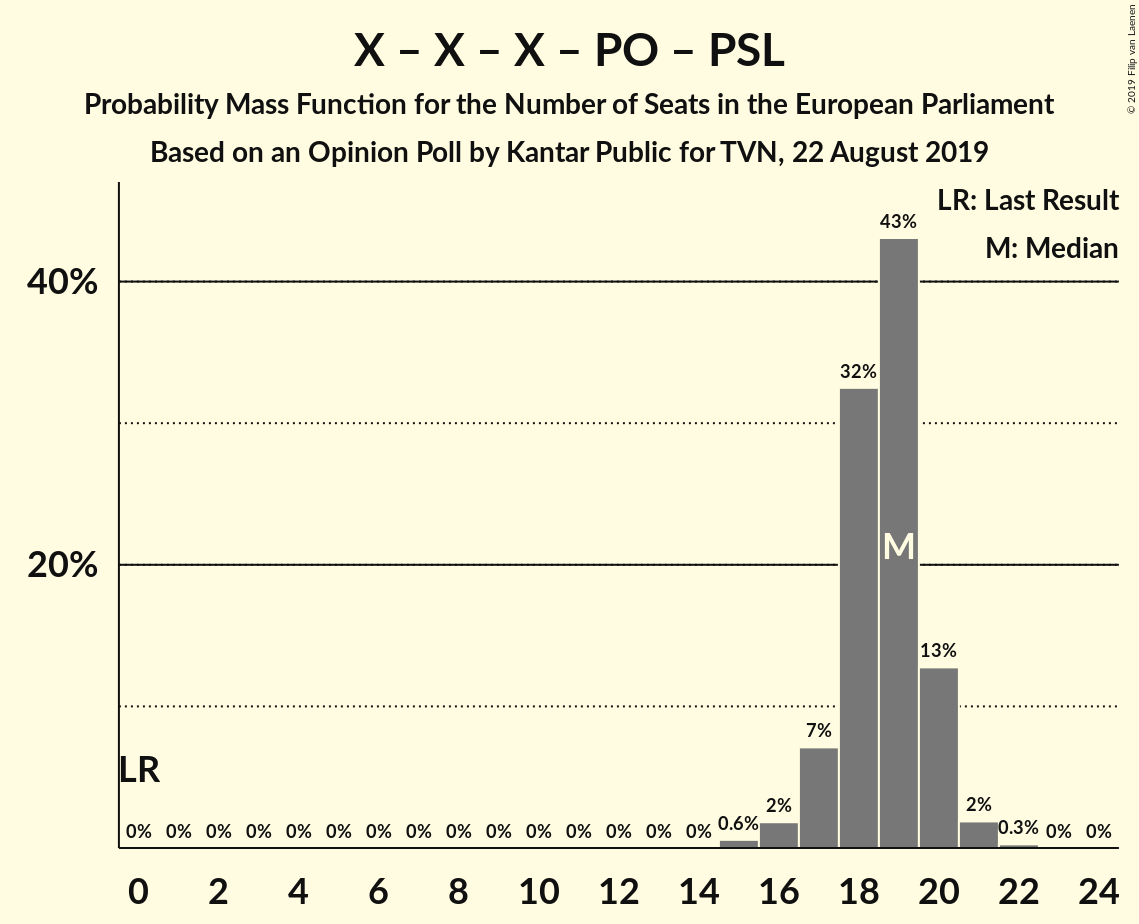 X – X – X – PO – PSL
Probability Mass Function for the Number of Seats in the European Parliament
Based on an Opinion Poll by Kantar Public for TVN, 22 August 2019
© 2019 Filip van Laenen
LR: Last Result
M: Median
43%
40%
32%
M
20%
13%
7%
LR
0% 0% 0% 0% 0% 0% 0% 0% 0% 0% 0% 0% 0% 0% 0% 0.6% 2% 2% 0.3% 0% 0%
0 2 4 6 8 10 12 14 16 18 20 22 24